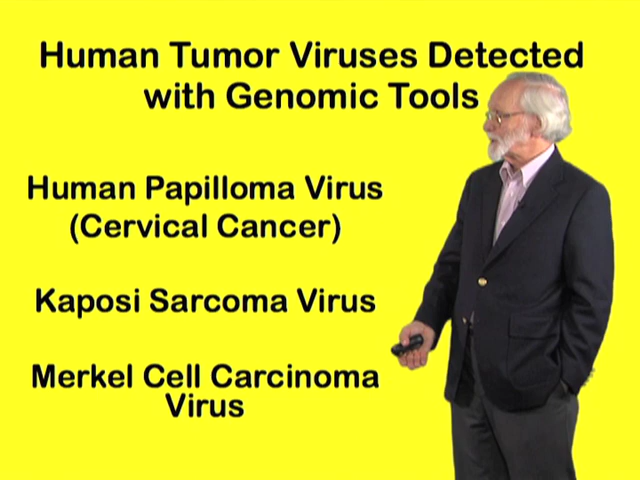 Human Tumor Viruses Detected
with Genomic Tools
Human Papilloma Virus
(Cervical Cancer)
Kaposi Sarcoma Virus
Merkel Cell Carcinoma
Virus